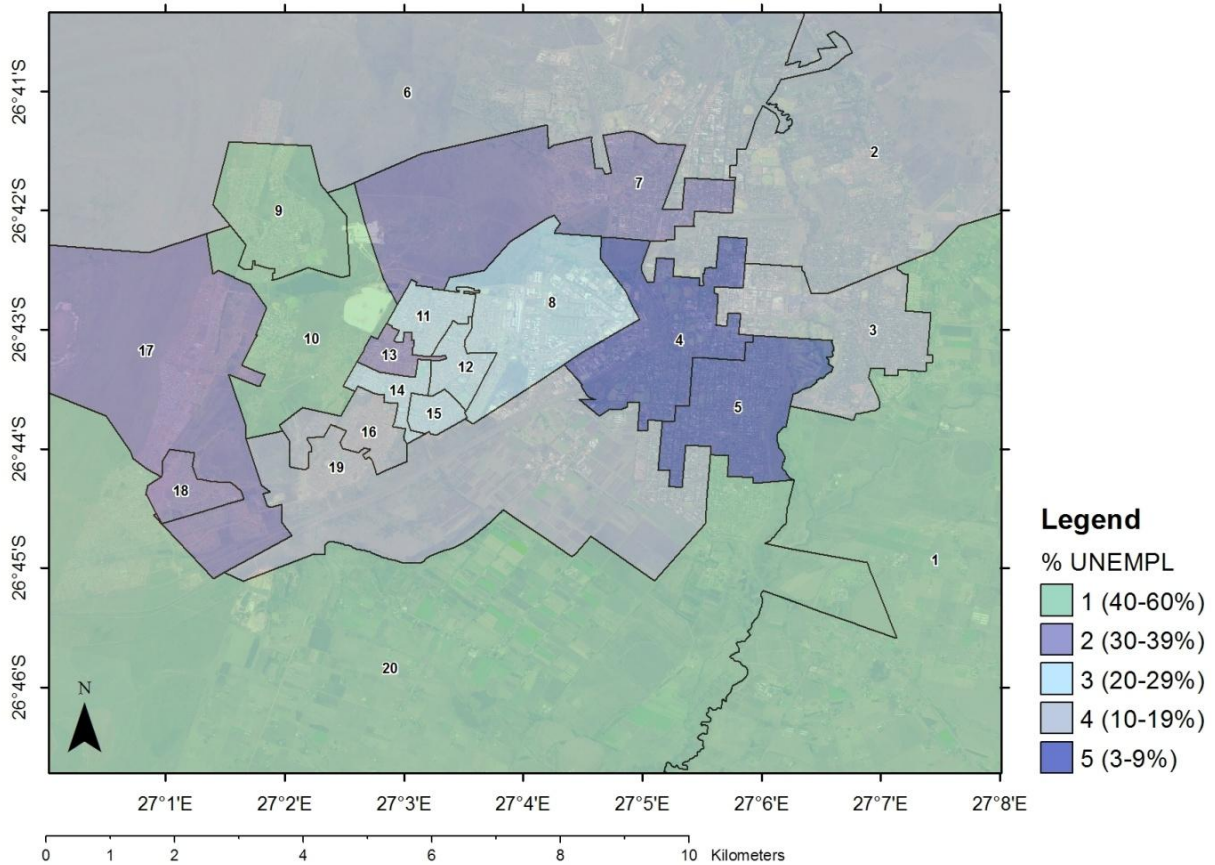 26°41'S
26°42'S
26°43'S
26°44'S
26°45'S
26°46'S
6
2
7
9
8
11
10
3
4
17
13
12
14
5
15
16
19
18
1
20
N
Legend
% UNEMPL
1 (40-60%)
2 (30-39%)
3 (20-29%)
4 (10-19%)
5 (3-9%)
27°1'E 27°2'E 27°3'E 27°4'E 27°5'E 27°6'E 27°7'E 27°8'E
0 1 2 4 6 8 10 Kilometers